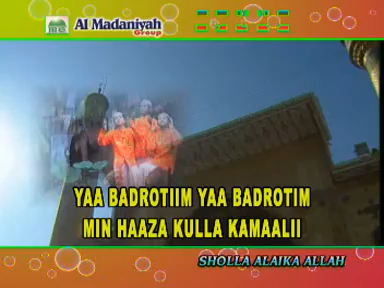 Al Madaniyah
Group
YAA BADROTIIM YAA BADROTIM
MIN HAAZA KULLA KAMAALII
SHOLLA ALAIKA ALLAH